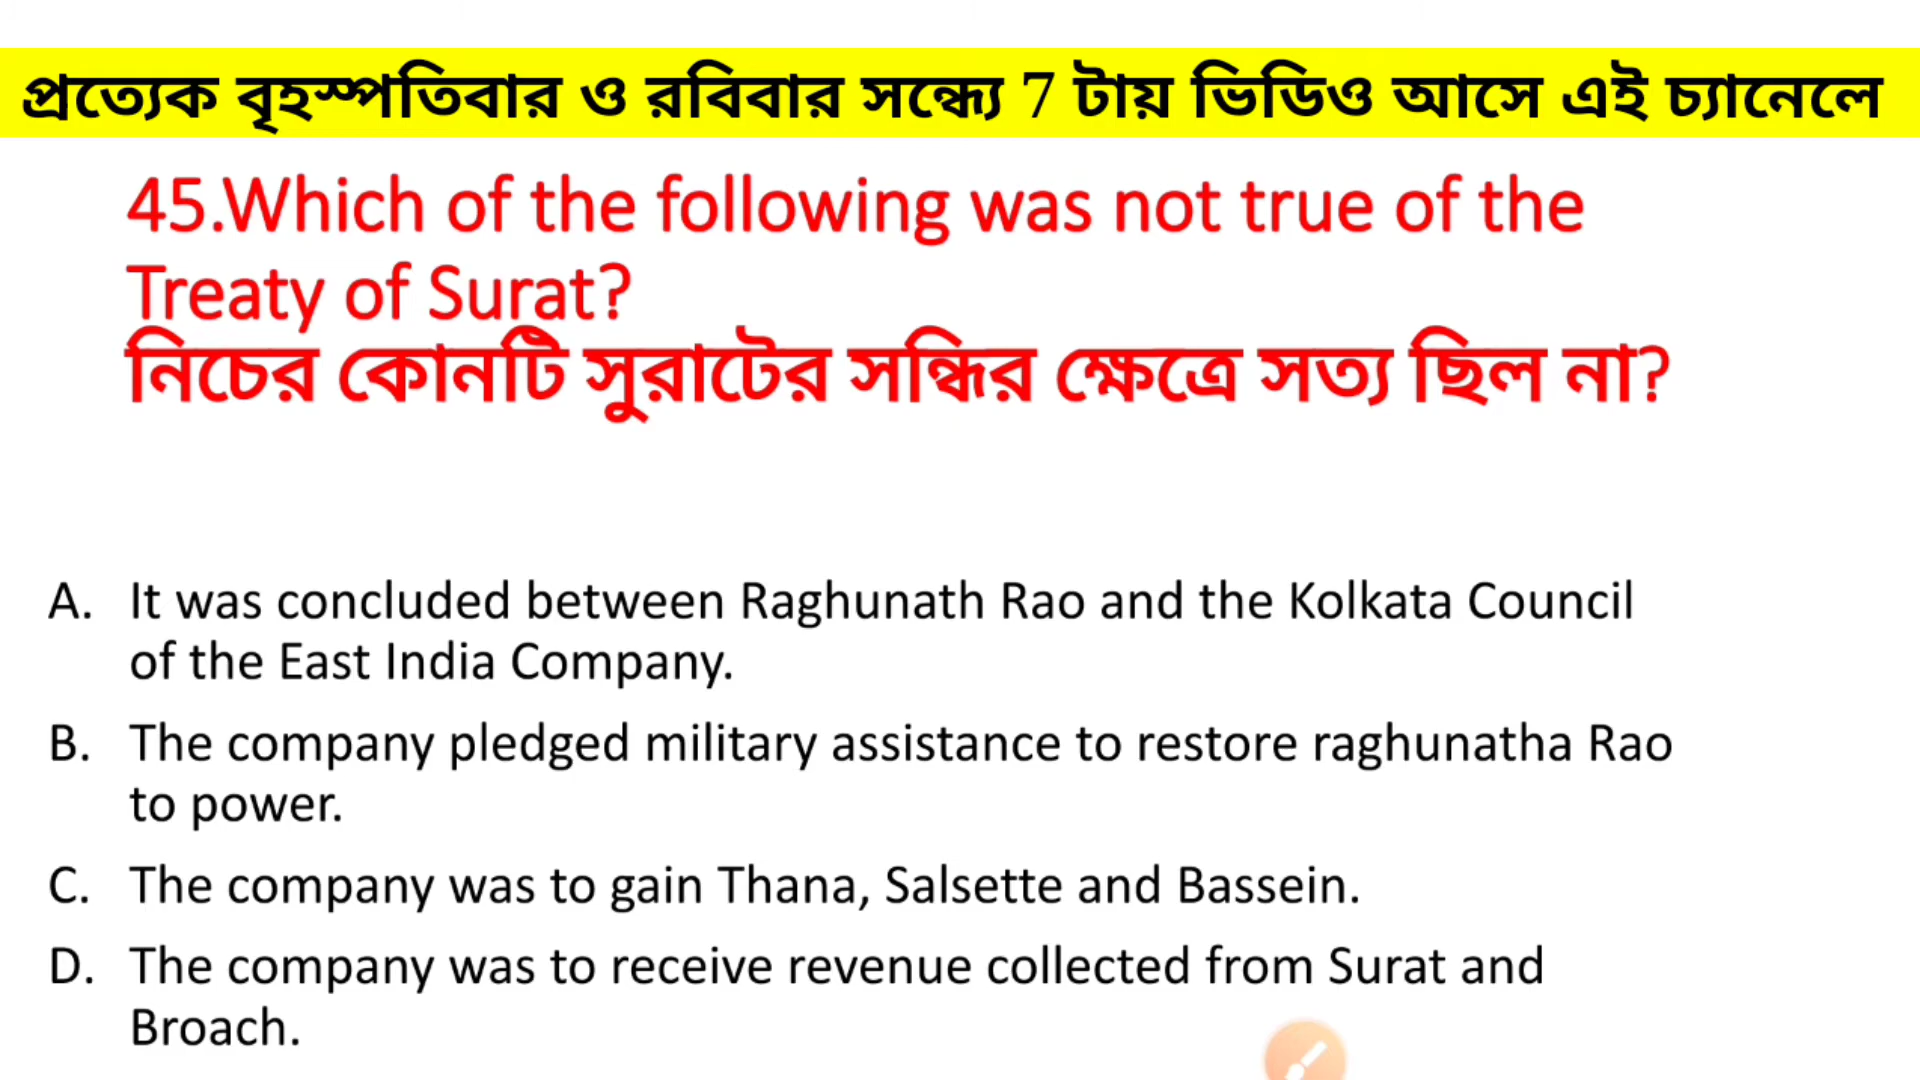 প্রত্যেক বৃহস্পতিবার ও রবিবার সন্ধ্যে 7 টায় ভিডিও আসে এই চ্যানেলে
45.Which of the following was not true of the
Treaty of Surat?
নিচের কোনটি সুরাটের সন্ধির ক্ষেত্রে সত্য ছিল না?
A. It was concluded between Raghunath Rao and the Kolkata Council
of the East India Company.
B. The company pledged military assistance to restore raghunatha Rao
to power.
C. The company was to gain Thana, Salsette and Bassein.
D. The company was to receive revenue collected from Surat and
Broach.